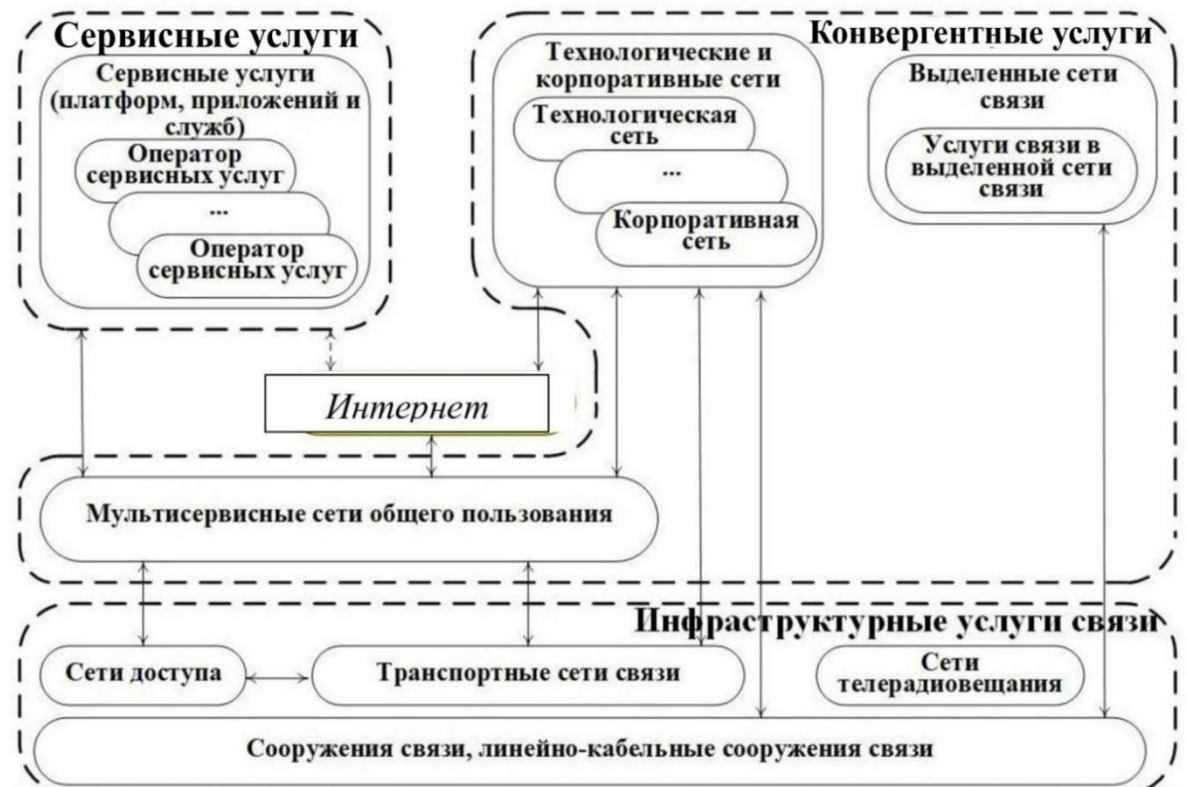 Сервисные услуги
Сервисные услуги
(платформ, приложений и
служб)
Оператор
сервисных услуг
...
Оператор
сервисных услуг
Конвергентные услуги
Технологические и
корпоративные сети
Технологическая
сеть
...
Корпоративная
сеть
Выделенные сети
связи
Услуги связи в
выделенной сети
связи
Интернет
Мультисервисные сети общего пользования
Инфраструктурные услуги связи
Сети доступа
Транспортные сети связи
Сети
телерадиовещания
Сооружения связи, линейно-кабельные сооружения связи